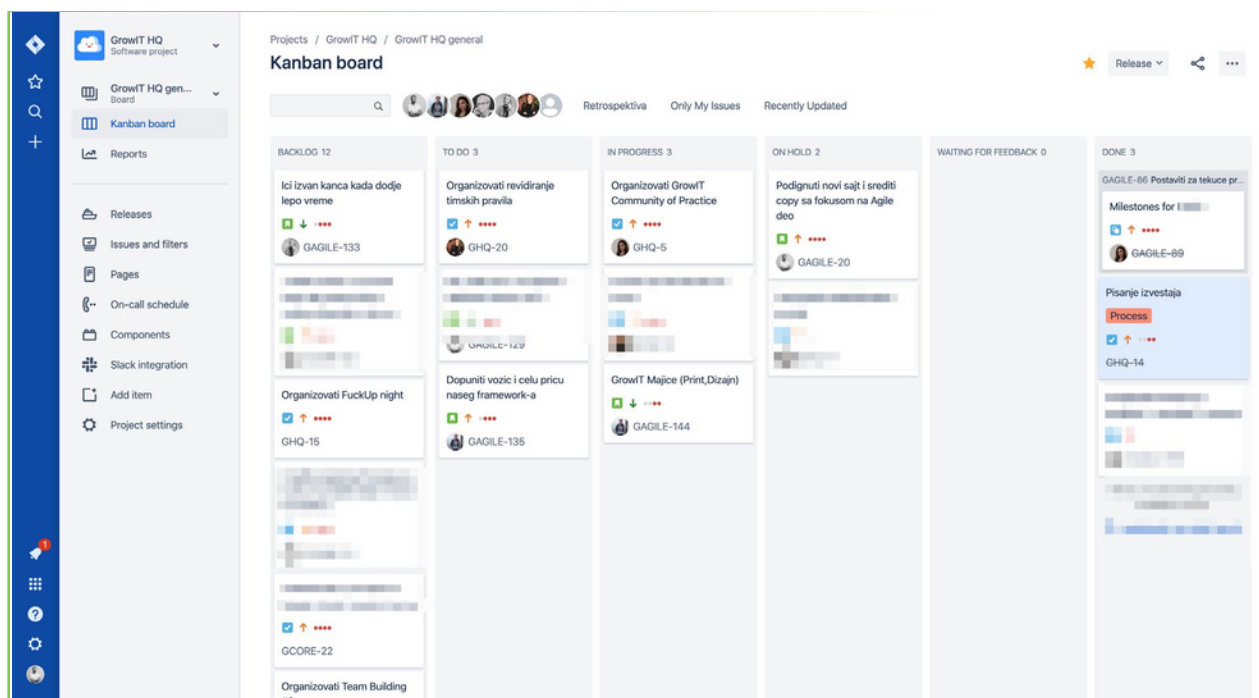 GrowIT HQ
Software project
GrowIT HQ gen...
Board
Kanban board
Reports
Releases
Issues and filters
Pages
On-call schedule
Components
Slack integration
Add item
Project settings
1
Projects / GrowIT HQ / GrowIT HQ general
Kanban board
Release
Retrospektiva Only My Issues Recently Updated
BACKLOG 12
Ici izvan kanca kada dodje
lepo vreme
GAGILE-133
Organizovati FuckUp night
GHQ-15
GCORE-22
Organizovati Team Building
TO DO 3
Organizovati revidiranje
timskih pravila
GHQ-20
GAGILE-129
Dopuniti vozic i celu pricu
naseg framework-a
GAGILE-135
IN PROGRESS 3
Organizovati GrowIT
Community of Practice
GHQ-5
GrowIT Majice (Print,Dizajn)
GAGILE-144
ON HOLD 2
Podignuti novi sajt i srediti
copy sa fokusom na Agile
deo
GAGILE-20
WAITING FOR FEEDBACK 0
DONE 3
GAGILE-86 Postaviti za tekuce pr...
Milestones for
GAGILE-89
Pisanje izvestaja
Process
GHQ-14